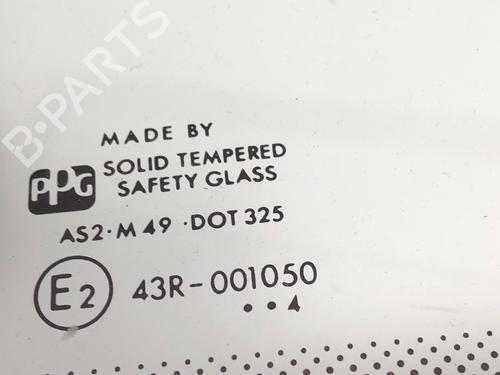 B-PARTS
MADE BY
PPG
SOLID TEMPERED
SAFETY GLASS
AS2·M 49 ·DOT 325
E2
43R-001050
• • 4